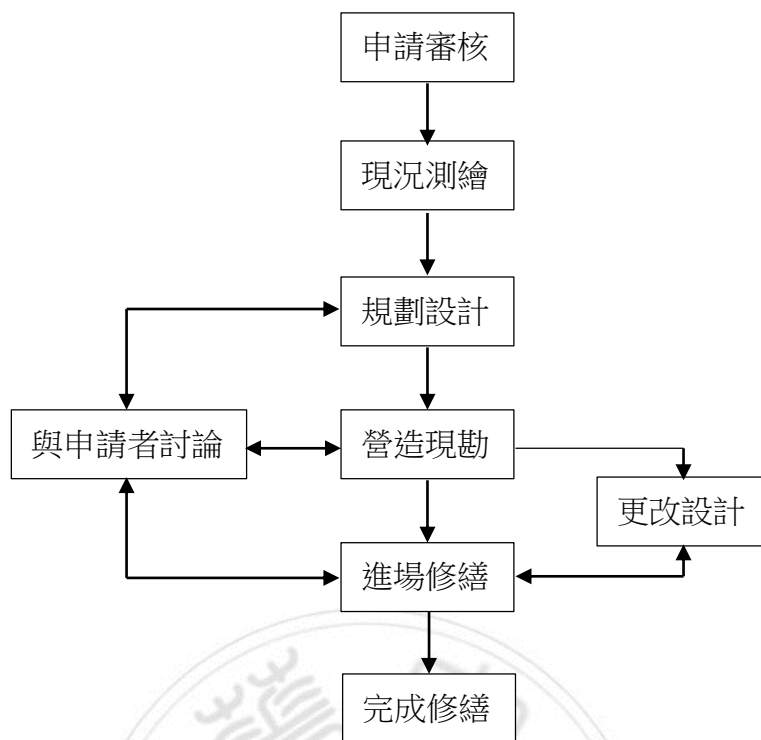 申請審核
現況測繪
規劃設計
與申請者討論
營造現勘
更改設計
進場修繕
完成修繕